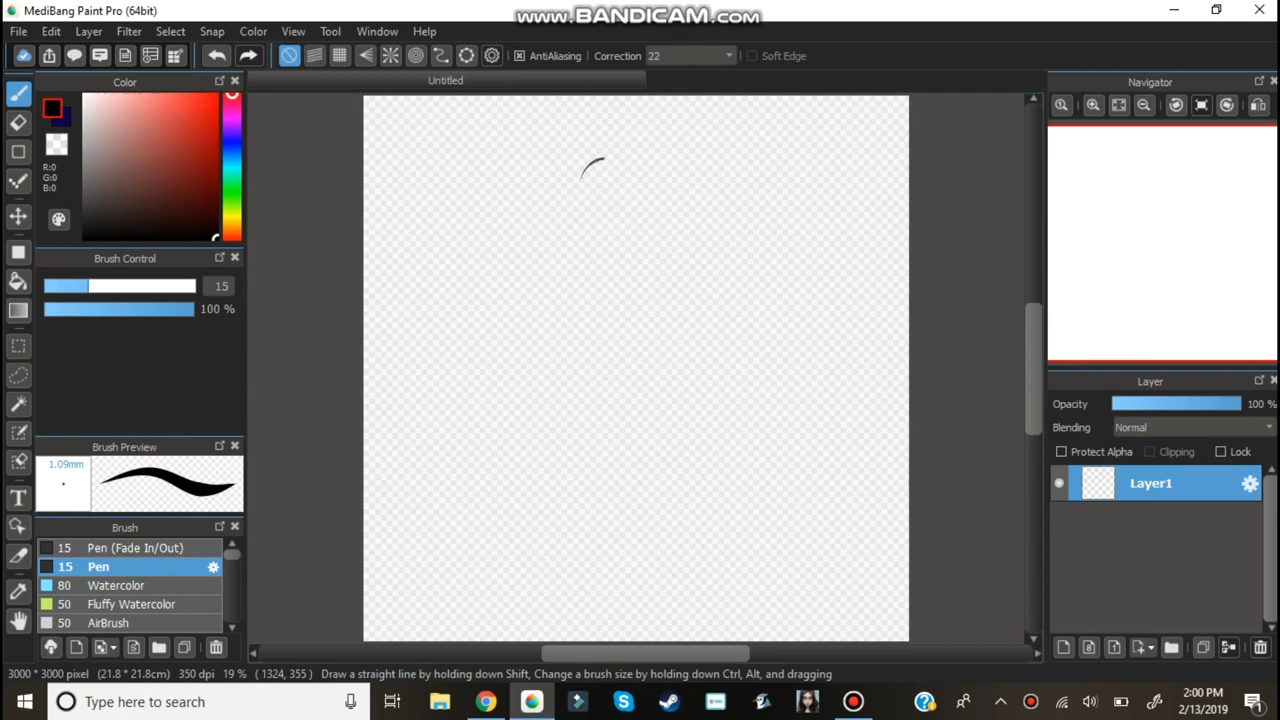 MediBang Paint Pro (64bit)
www.BANDICAM.com
File Edit Layer Filter Select Snap Color View Tool Window Help
AntiAliasing Correction 22 Soft Edge
Color
Untitled
Navigator
R:0
G:0
B:0
Brush Control
15
100 %
Layer
Opacity 100 %
Blending Normal
Protect Alpha Clipping Lock
Layer1
Brush Preview
1.09mm
Brush
15 Pen (Fade In/Out)
15 Pen
80 Watercolor
50 Fluffy Watercolor
50 AirBrush
3000 * 3000 pixel (21.8 * 21.8cm) 350 dpi 19 % ( 1324, 355 ) Draw a straight line by holding down Shift, Change a brush size by holding down Ctrl, Alt, and dragging
Type here to search
2:00 PM
2/13/2019
1